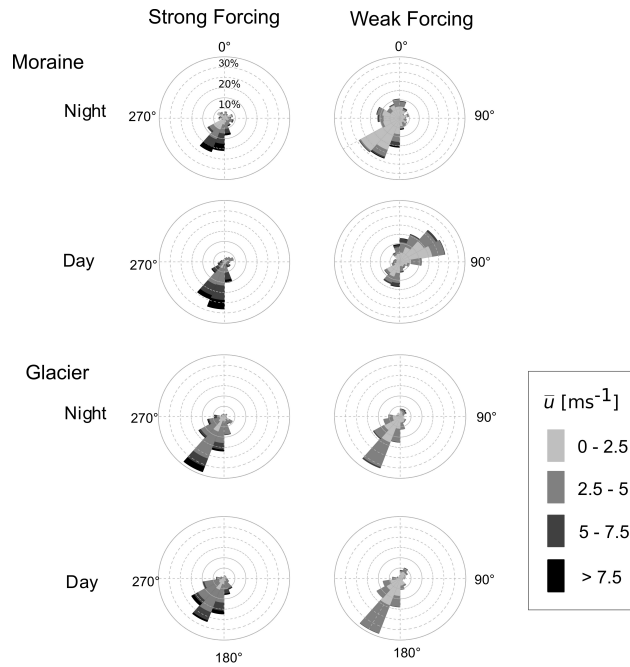 Strong Forcing Weak Forcing
0° 0°
Moraine
30%
20%
10%
Night 270° 90°
Day 270° 90°
Glacier
Night 270° 90°
u̅ [ms⁻¹]
0 - 2.5
2.5 - 5
5 - 7.5
> 7.5
Day 270° 90°
180° 180°